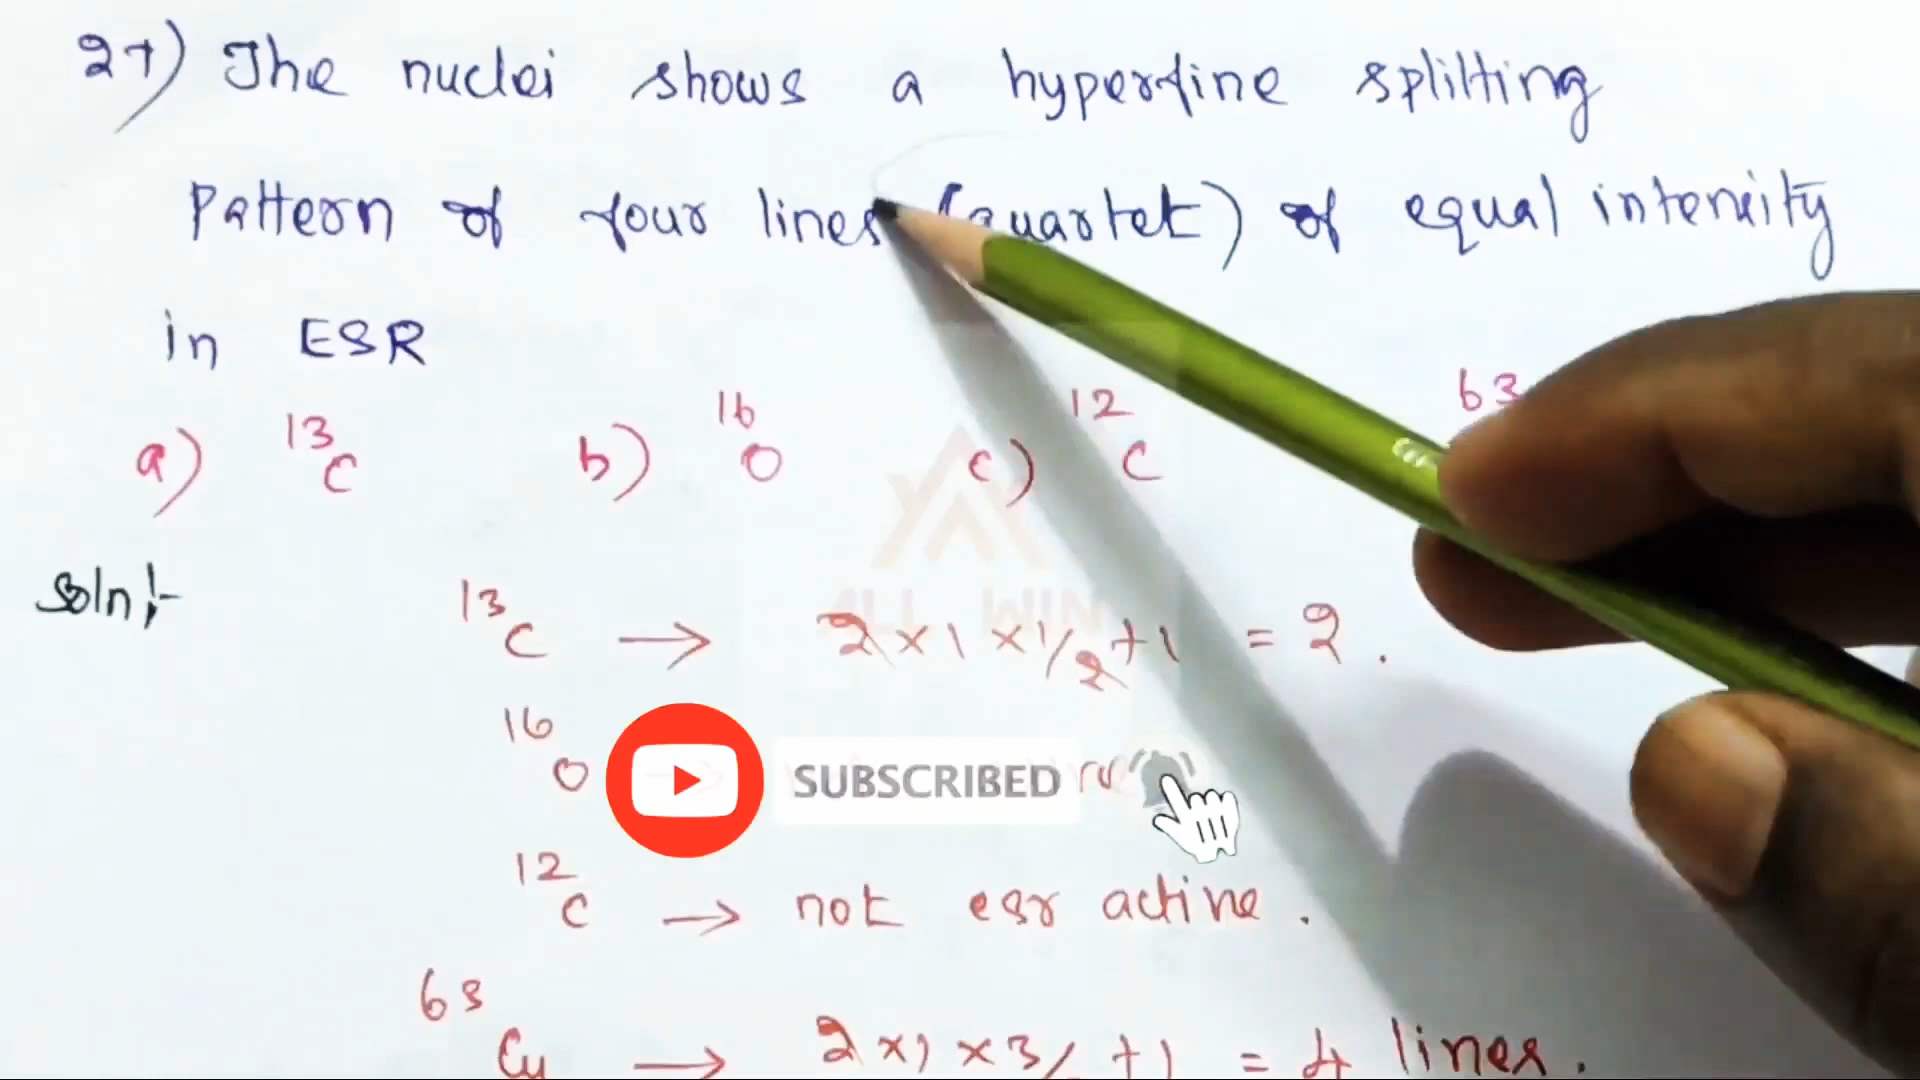 27) The nuclei shows a hyperfine splitting
Pattern of four lines (quartet) of equal intensity
in ESR
a) 13C b) 16O c) 12C 63
ALL WIN
Soln:-
13C → 2×1×1/2+1 = 2.
16O
SUBSCRIBED
12C → not esr active.
63Cu → 2×1×3/ +1 = 4 lines.